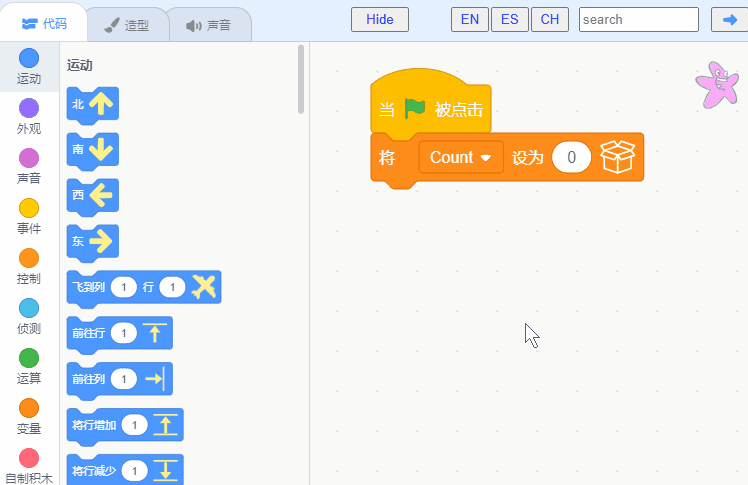 代码 造型 声音 Hide EN ES CH search
运动
外观
声音
事件
控制
侦测
运算
变量
自制积木
运动
北
南
西
东
飞到列 1 行 1
前往行 1
前往列 1
将行增加 1
将行减少 1
当 被点击
将 Count 设为 0